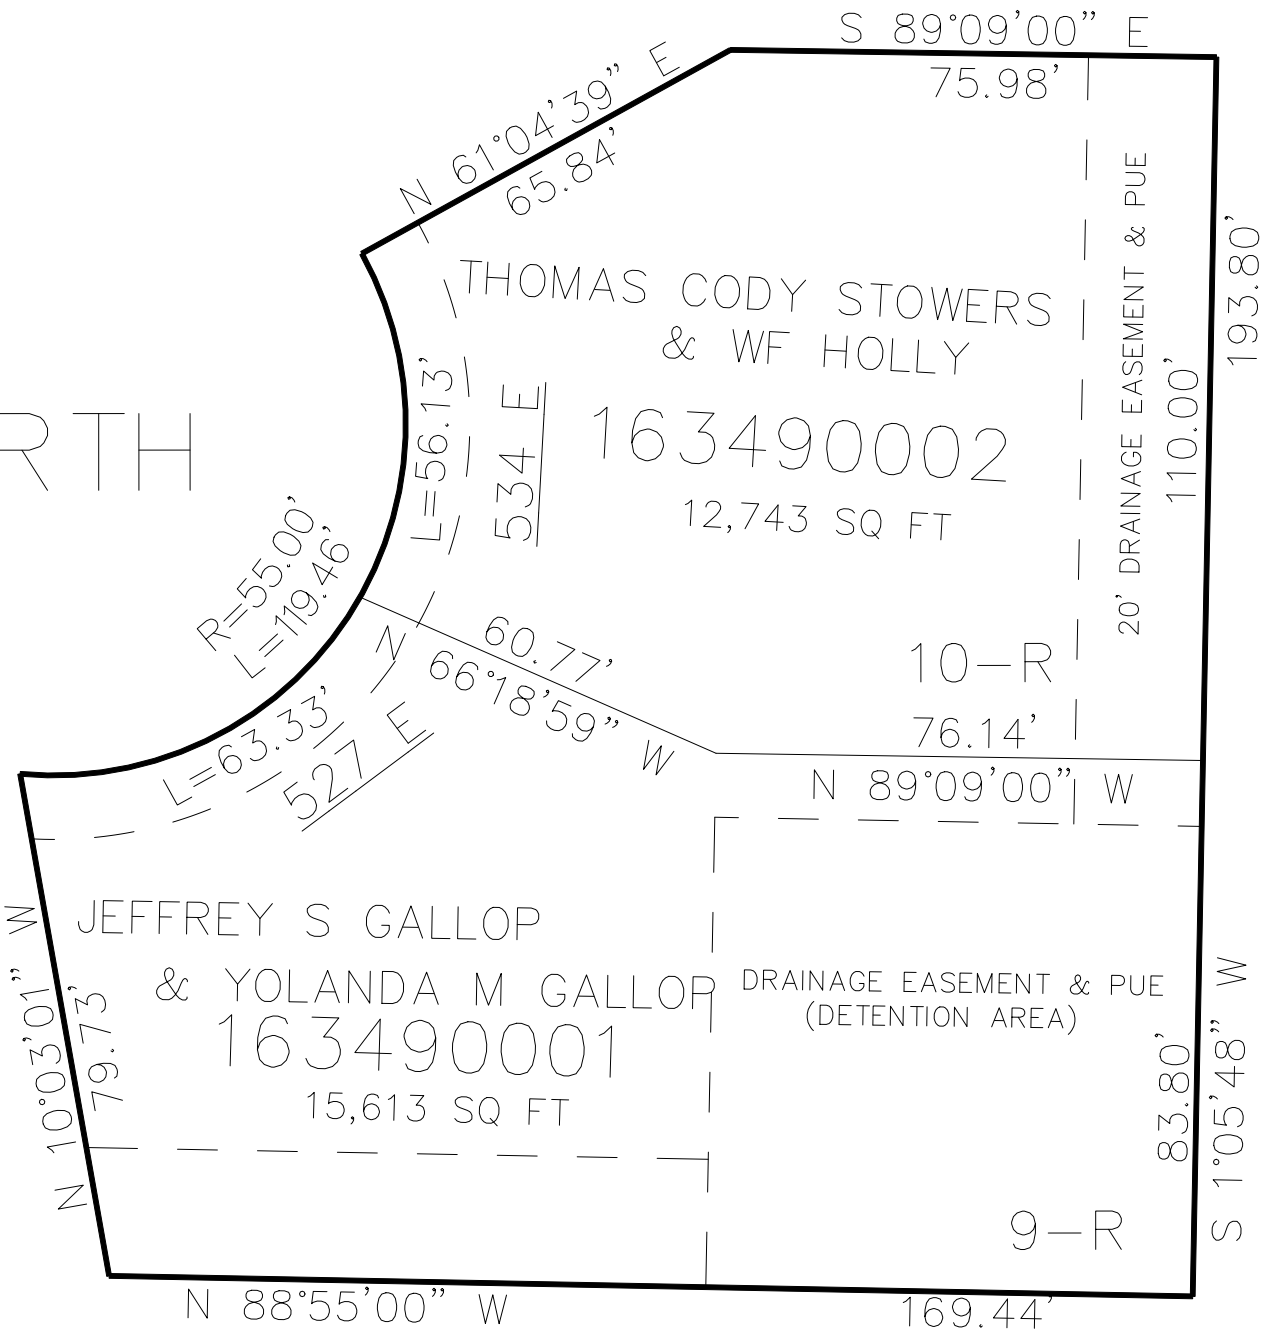 S 89°09'00" E
75.98'
N 61°04'39" E
65.84'
20' DRAINAGE EASEMENT & PUE
193.80'
110.00'
THOMAS CODY STOWERS
& WF HOLLY
163490002
12,743 SQ FT
534 E
L=56.13'
RTH
R=55.00'
L=119.46'
10-R
60.77'
N 66°18'59" W
76.14'
N 89°09'00" W
L=63.33'
527 E
JEFFREY S GALLOP
& YOLANDA M GALLOP
163490001
15,613 SQ FT
DRAINAGE EASEMENT & PUE
(DETENTION AREA)
N 10°03'01" W
79.73'
83.80'
S 1°05'48" W
9-R
N 88°55'00" W
169.44'